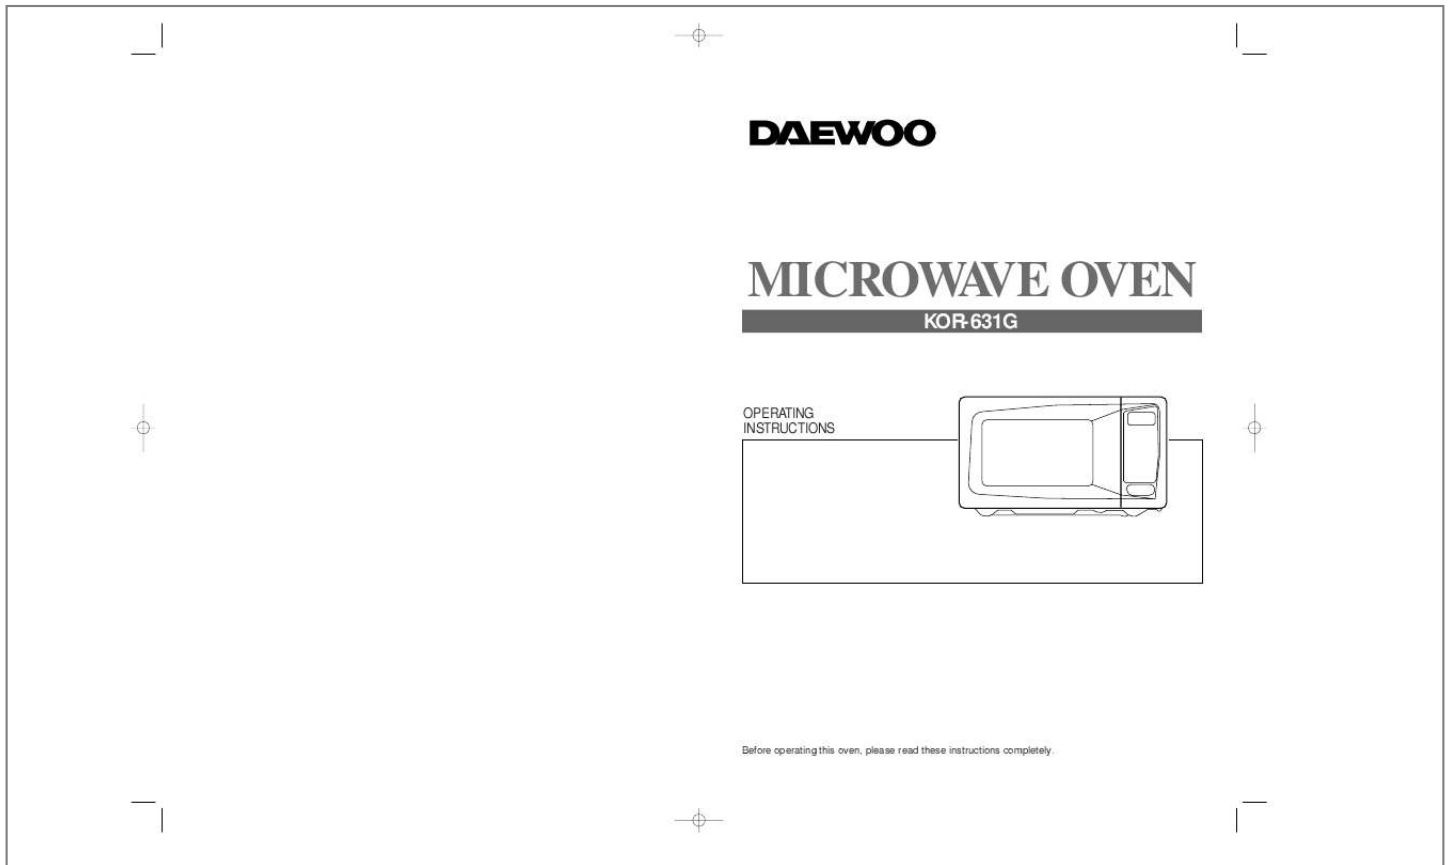 DAEWOO
MICROWAVE OVEN
KOR-631G
OPERATING
INSTRUCTIONS
Before operating this oven, please read these instructions completely.